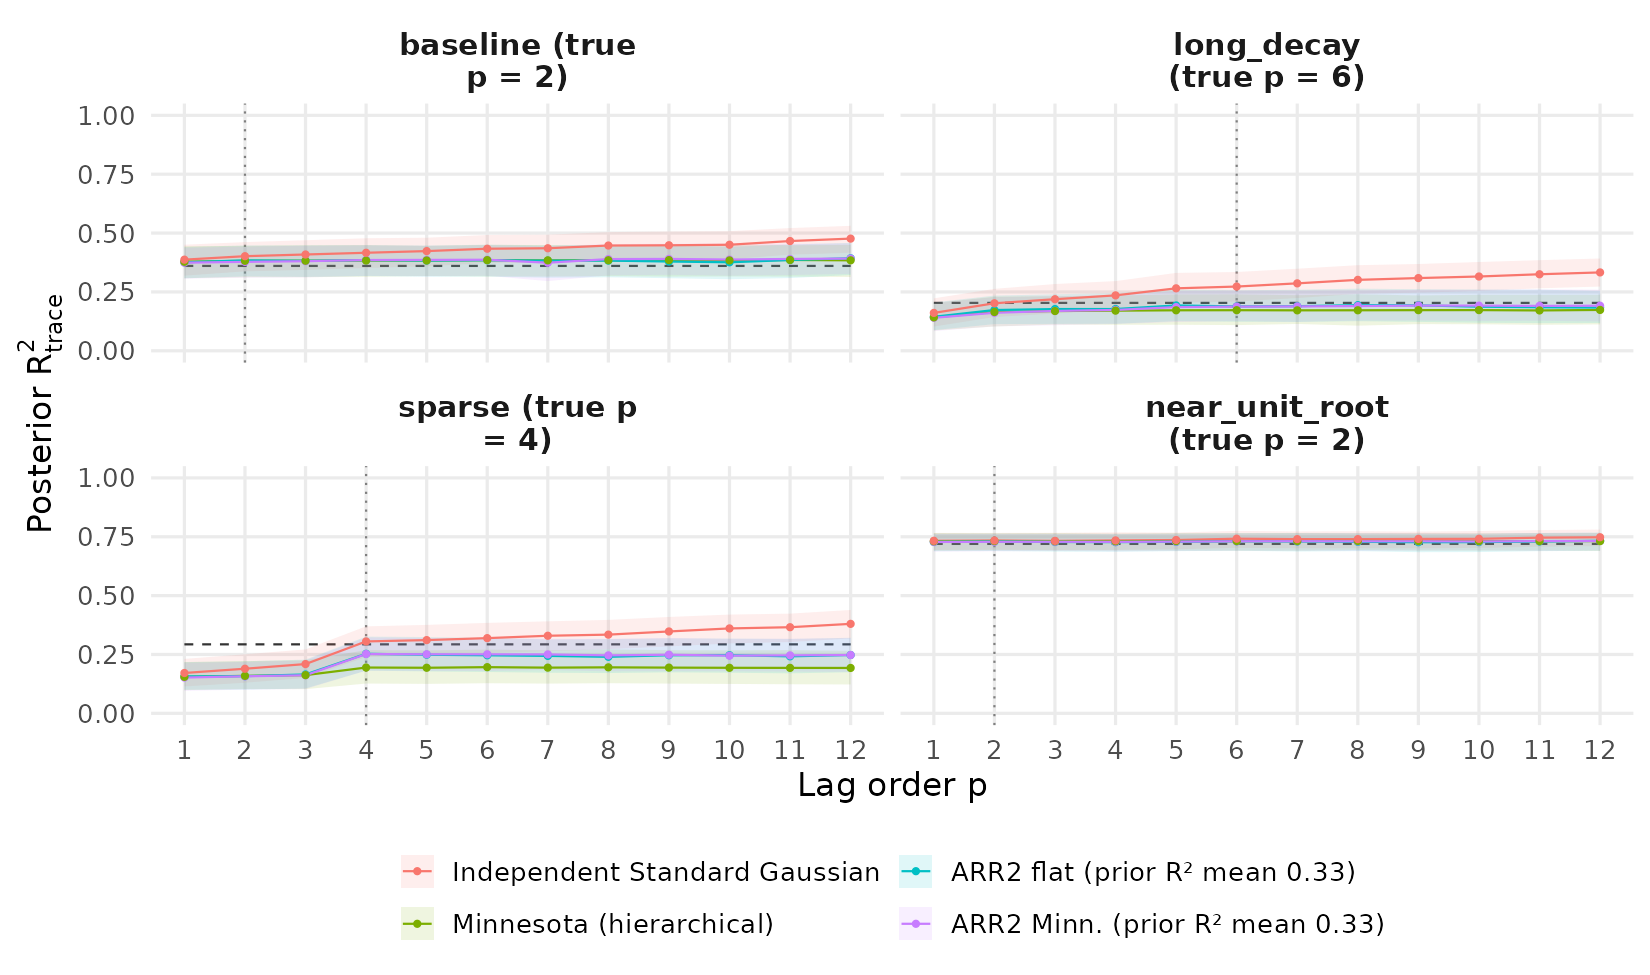 baseline (true
p = 2)
long_decay
(true p = 6)
1.00
0.75
0.50
0.25
0.00
sparse (true p
= 4)
near_unit_root
(true p = 2)
1.00
0.75
0.50
0.25
0.00
Posterior R²trace
1 2 3 4 5 6 7 8 9 10 11 12
1 2 3 4 5 6 7 8 9 10 11 12
Lag order p
Independent Standard Gaussian
ARR2 flat (prior R² mean 0.33)
Minnesota (hierarchical)
ARR2 Minn. (prior R² mean 0.33)